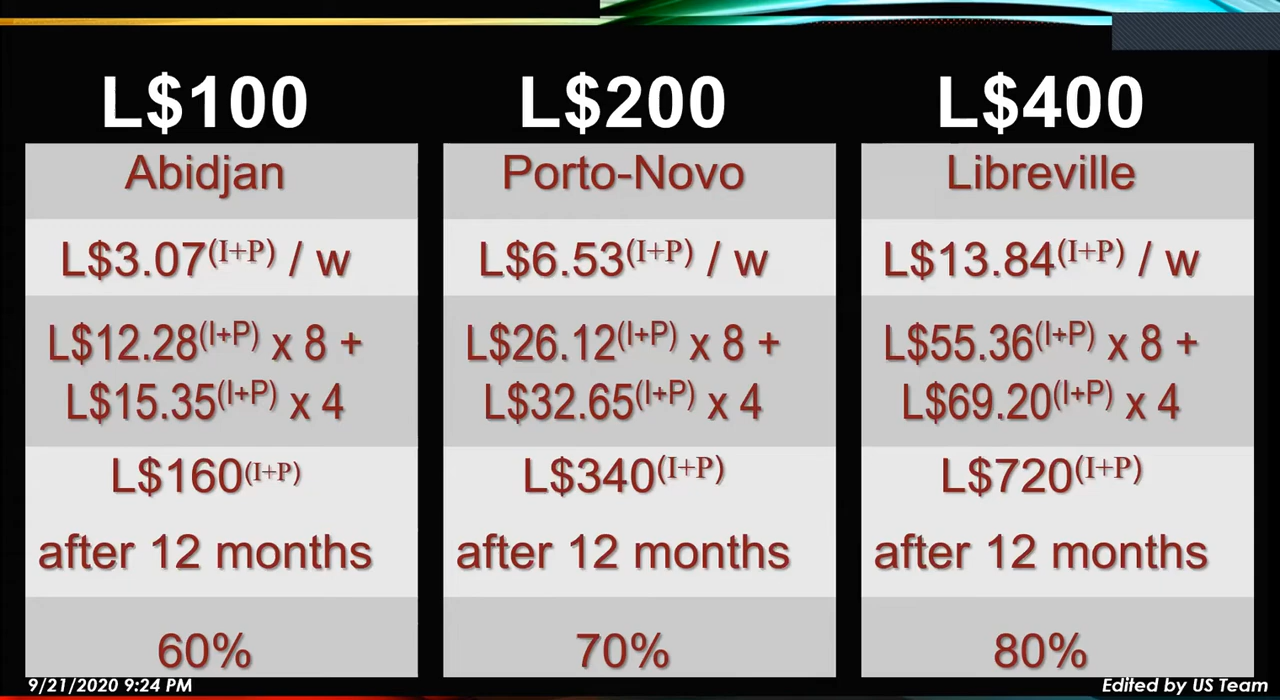 L$100
Abidjan
L$3.07(I+P) / w
L$12.28(I+P) x 8 +
L$15.35(I+P) x 4
L$160(I+P)
after 12 months
60%
L$200
Porto-Novo
L$6.53(I+P) / w
L$26.12(I+P) x 8 +
L$32.65(I+P) x 4
L$340(I+P)
after 12 months
70%
L$400
Libreville
L$13.84(I+P) / w
L$55.36(I+P) x 8 +
L$69.20(I+P) x 4
L$720(I+P)
after 12 months
80%
9/21/2020 9:24 PM
Edited by US Team